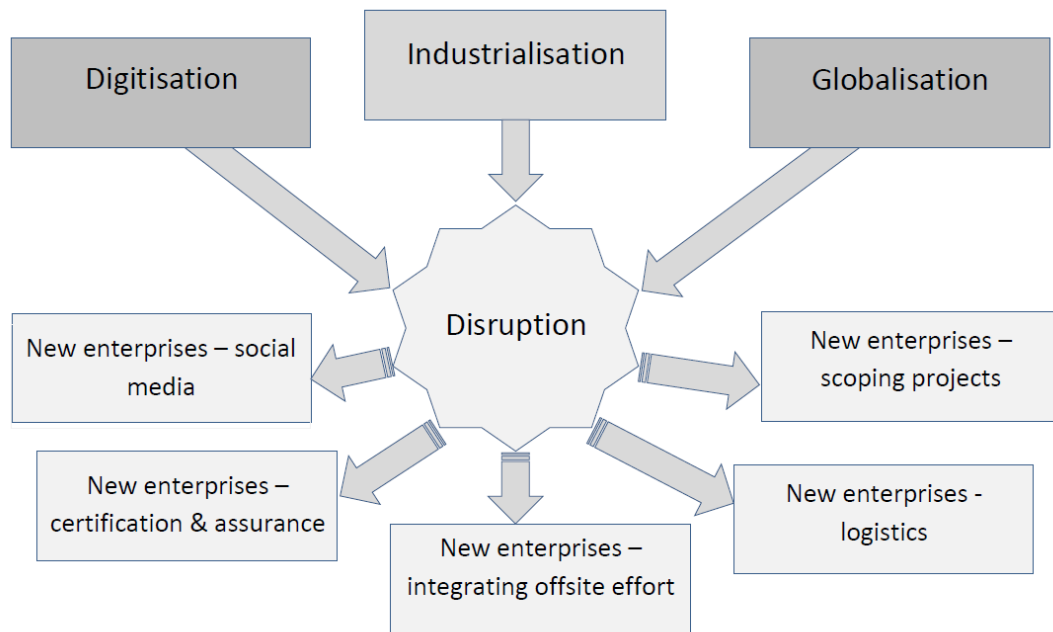 Digitisation
Industrialisation
Globalisation
Disruption
New enterprises – social
media
New enterprises –
scoping projects
New enterprises –
certification & assurance
New enterprises -
logistics
New enterprises –
integrating offsite effort